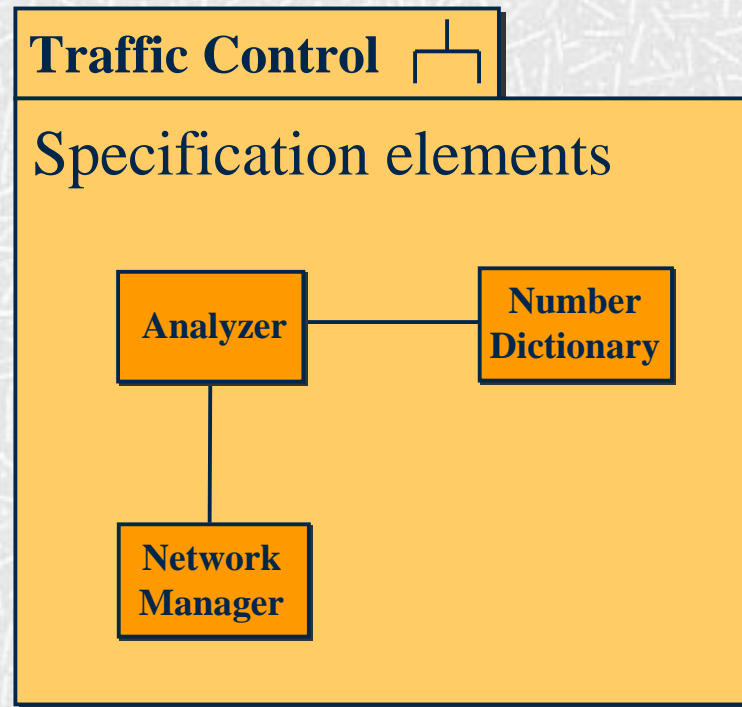 Traffic Control
Specification elements
Analyzer
Number
Dictionary
Network
Manager